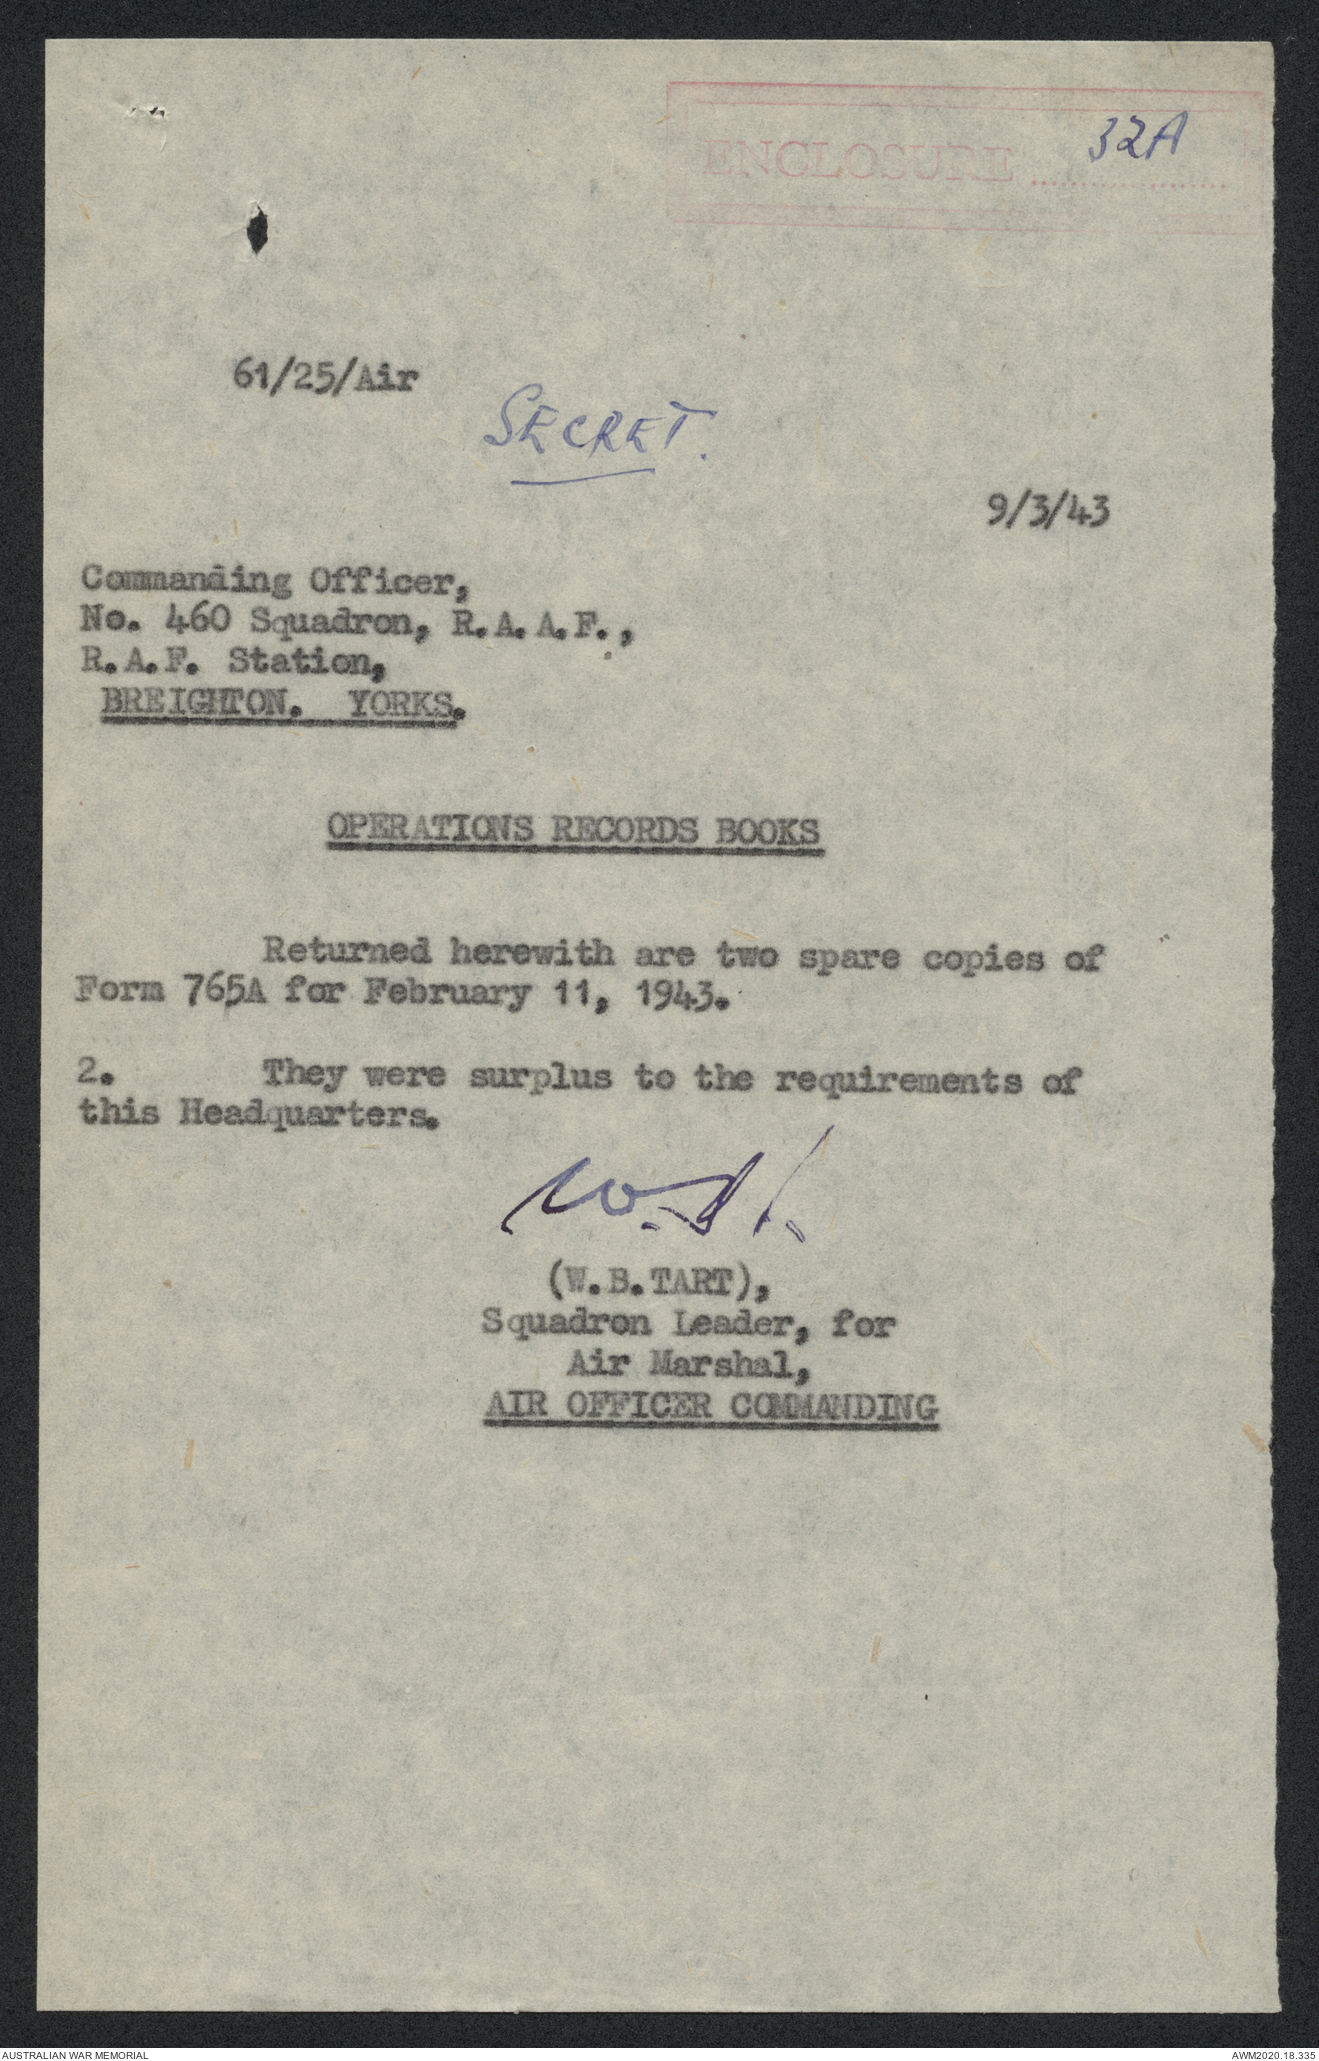 ENCLOSURE 32A
61/25/Air
SECRET.
9/3/43
Commanding Officer,
No. 460 Squadron, R.A.A.F.,
R.A.F. Station,
BREIGHTON. YORKS.
OPERATIONS RECORDS BOOKS
Returned herewith are two spare copies of
Form 765A for February 11, 1943.
2. They were surplus to the requirements of
this Headquarters.
(W.B.TART),
Squadron Leader, for
Air Marshal,
AIR OFFICER COMMANDING
AUSTRALIAN WAR MEMORIAL
AWM2020.18.335